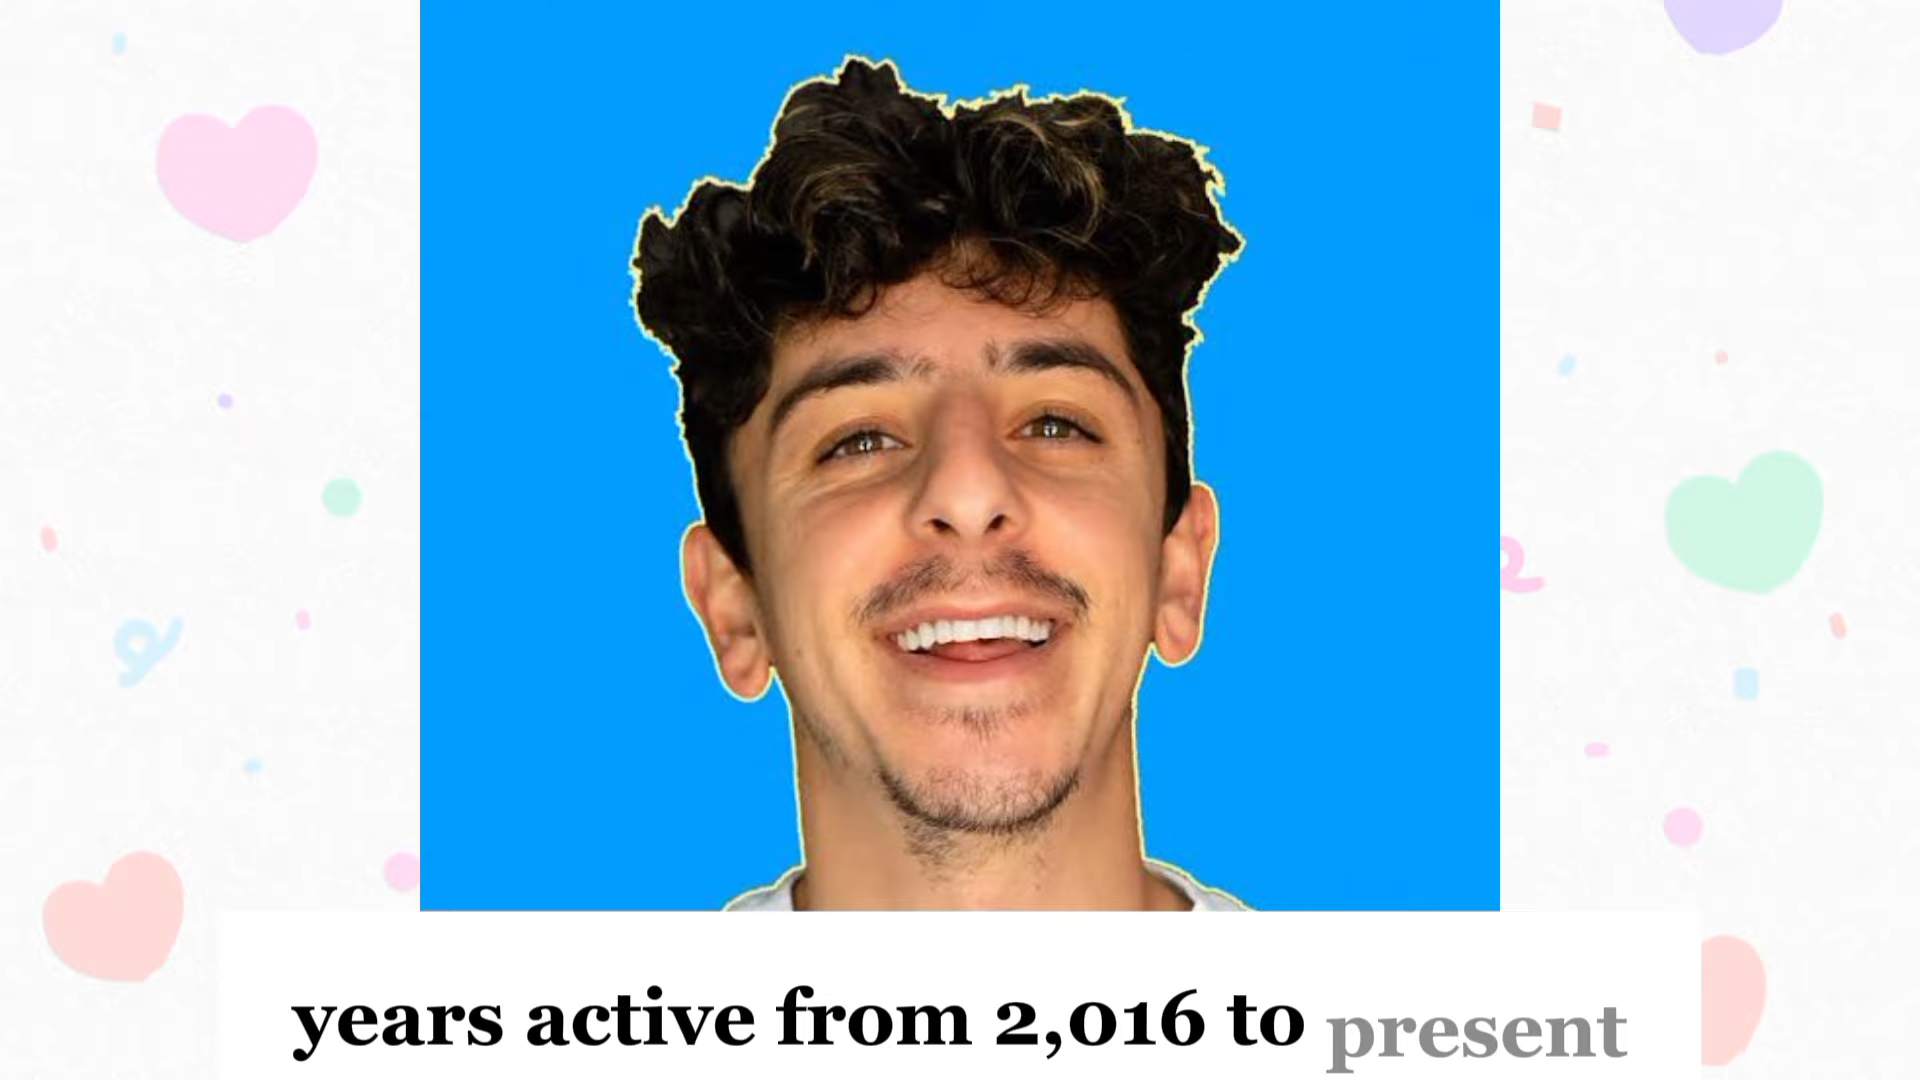 years active from 2,016 to present